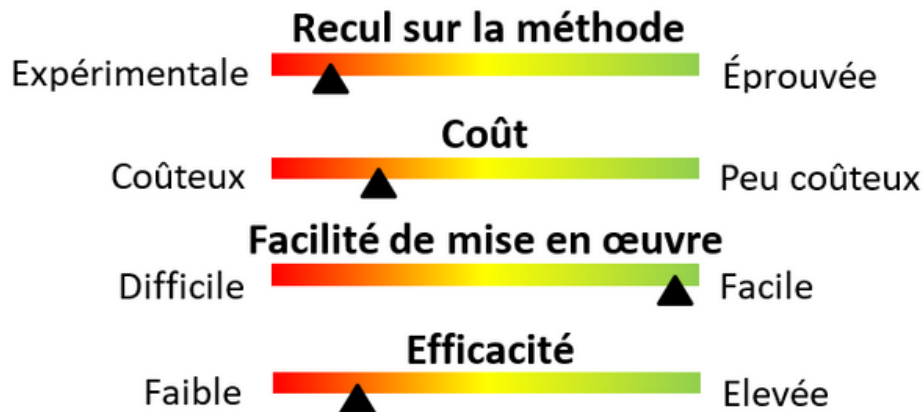 Recul sur la méthode
Expérimentale Éprouvée
Coût
Coûteux Peu coûteux
Facilité de mise en œuvre
Difficile Facile
Efficacité
Faible Elevée